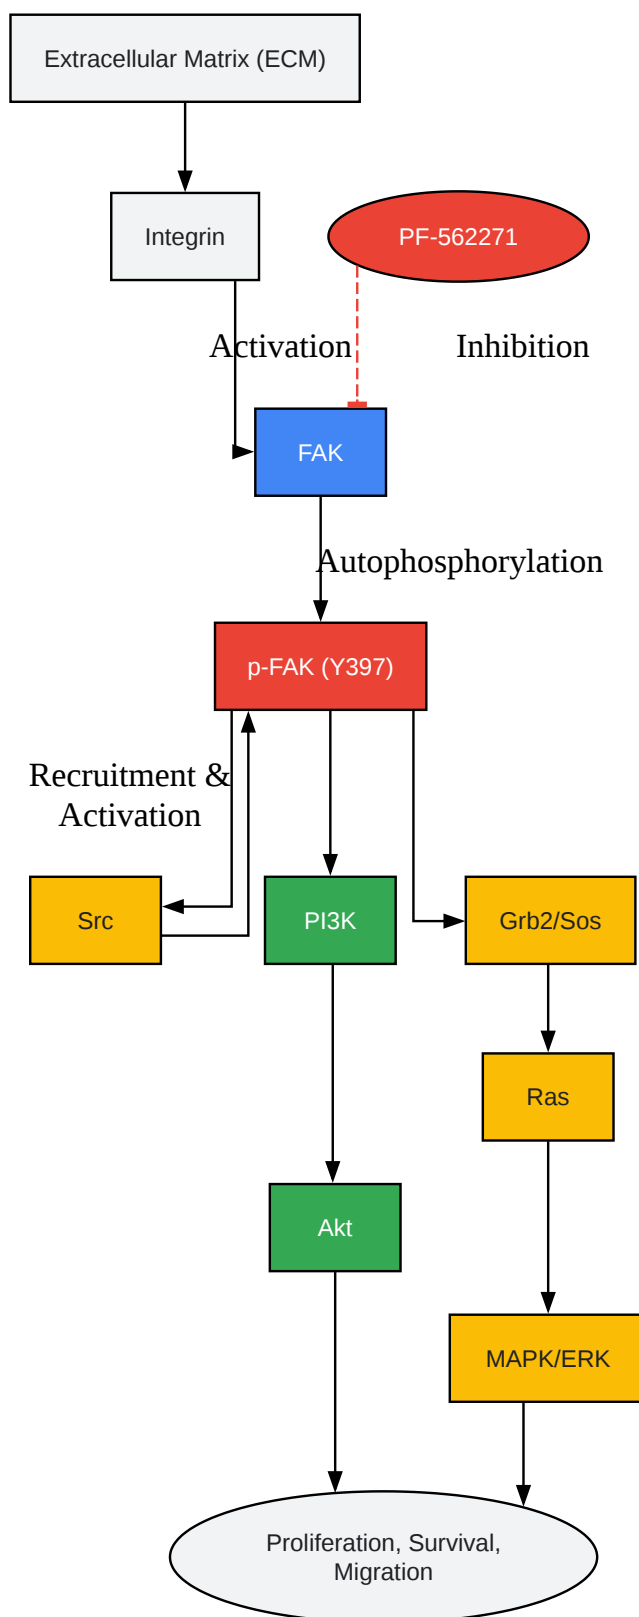 Extracellular Matrix (ECM)
Integrin
PF-562271
Activation
Inhibition
FAK
Autophosphorylation
p-FAK (Y397)
Recruitment &
Activation
Src
PI3K
Grb2/Sos
Ras
Akt
MAPK/ERK
Proliferation, Survival,
Migration